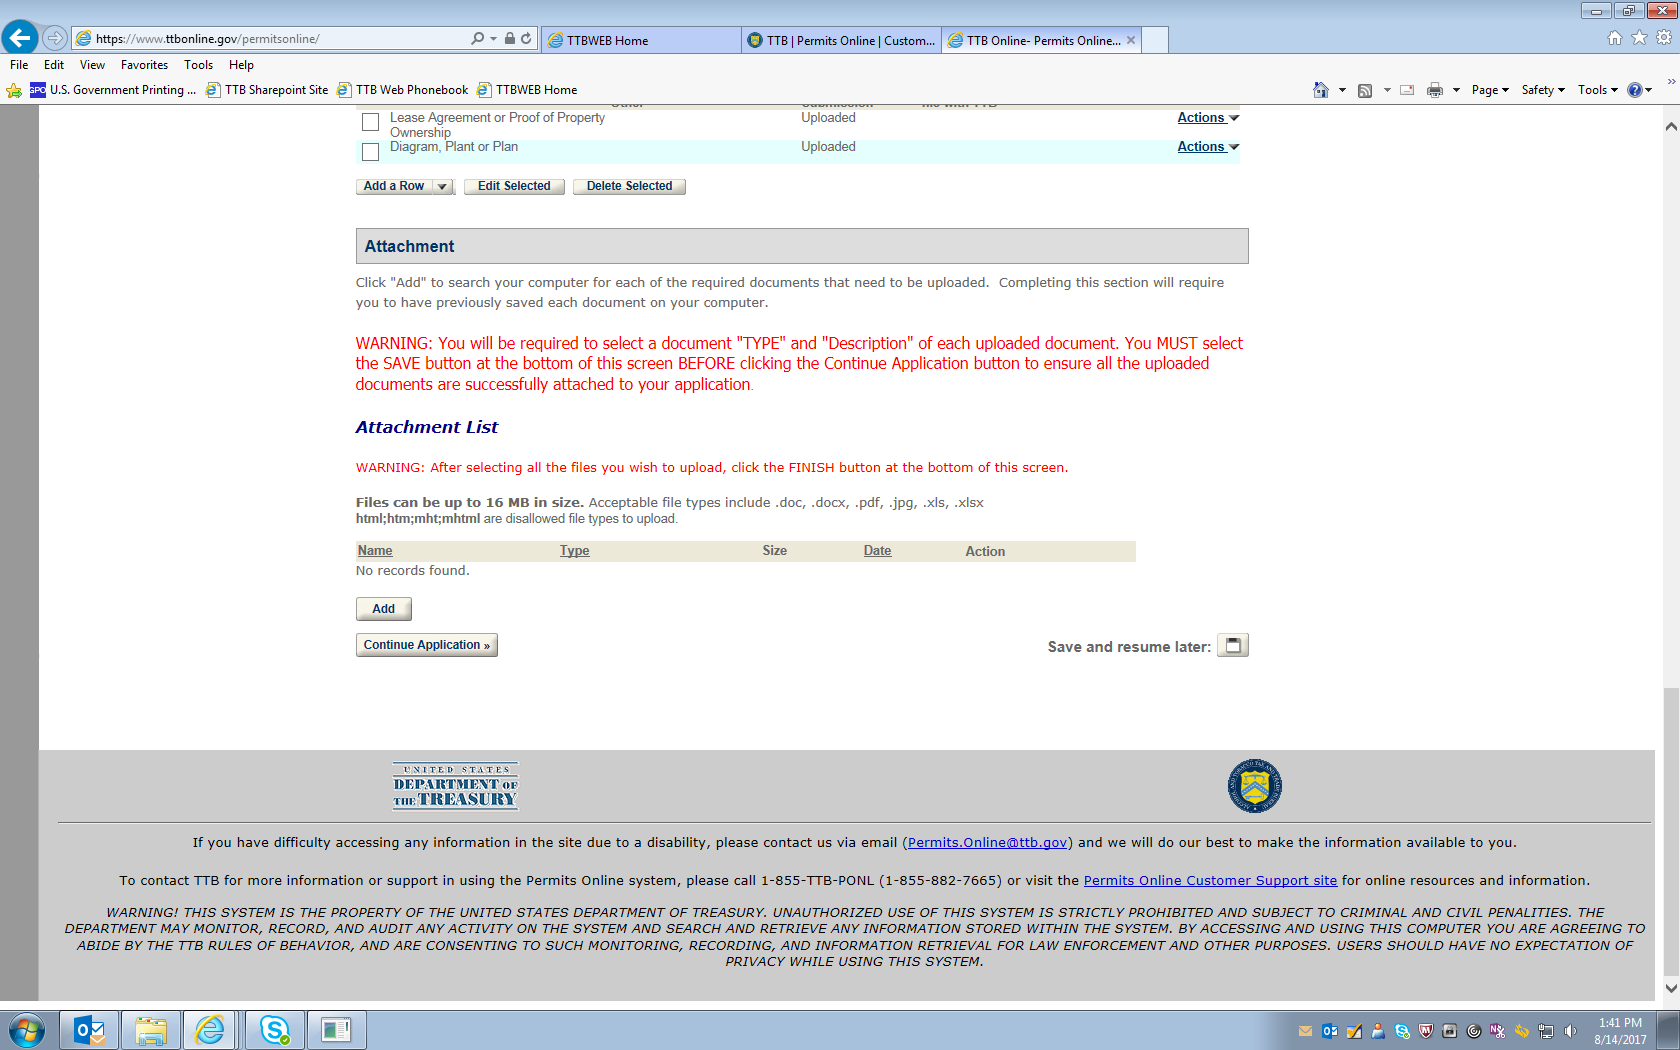 https://www.ttbonline.gov/permitsonline/
TTBWEB Home
TTB | Permits Online | Custom...
TTB Online- Permits Online...
File Edit View Favorites Tools Help
GPO U.S. Government Printing ... TTB Sharepoint Site TTB Web Phonebook TTBWEB Home
Page Safety Tools
Other Submission file with TTB
Lease Agreement or Proof of Property Uploaded Actions
Ownership
Diagram, Plant or Plan Uploaded Actions
Add a Row Edit Selected Delete Selected
Attachment
Click "Add" to search your computer for each of the required documents that need to be uploaded. Completing this section will require
you to have previously saved each document on your computer.
WARNING: You will be required to select a document "TYPE" and "Description" of each uploaded document. You MUST select
the SAVE button at the bottom of this screen BEFORE clicking the Continue Application button to ensure all the uploaded
documents are successfully attached to your application.
Attachment List
WARNING: After selecting all the files you wish to upload, click the FINISH button at the bottom of this screen.
Files can be up to 16 MB in size. Acceptable file types include .doc, .docx, .pdf, .jpg, .xls, .xlsx
html;htm;mht;mhtml are disallowed file types to upload.
Name Type Size Date Action
No records found.
Add
Continue Application »
Save and resume later:
UNITED STATES
DEPARTMENT OF
THE TREASURY
If you have difficulty accessing any information in the site due to a disability, please contact us via email (Permits.Online@ttb.gov) and we will do our best to make the information available to you.
To contact TTB for more information or support in using the Permits Online system, please call 1-855-TTB-PONL (1-855-882-7665) or visit the Permits Online Customer Support site for online resources and information.
WARNING! THIS SYSTEM IS THE PROPERTY OF THE UNITED STATES DEPARTMENT OF TREASURY. UNAUTHORIZED USE OF THIS SYSTEM IS STRICTLY PROHIBITED AND SUBJECT TO CRIMINAL AND CIVIL PENALITIES. THE
DEPARTMENT MAY MONITOR, RECORD, AND AUDIT ANY ACTIVITY ON THE SYSTEM AND SEARCH AND RETRIEVE ANY INFORMATION STORED WITHIN THE SYSTEM. BY ACCESSING AND USING THIS COMPUTER YOU ARE AGREEING TO
ABIDE BY THE TTB RULES OF BEHAVIOR, AND ARE CONSENTING TO SUCH MONITORING, RECORDING, AND INFORMATION RETRIEVAL FOR LAW ENFORCEMENT AND OTHER PURPOSES. USERS SHOULD HAVE NO EXPECTATION OF
PRIVACY WHILE USING THIS SYSTEM.
1:41 PM
8/14/2017